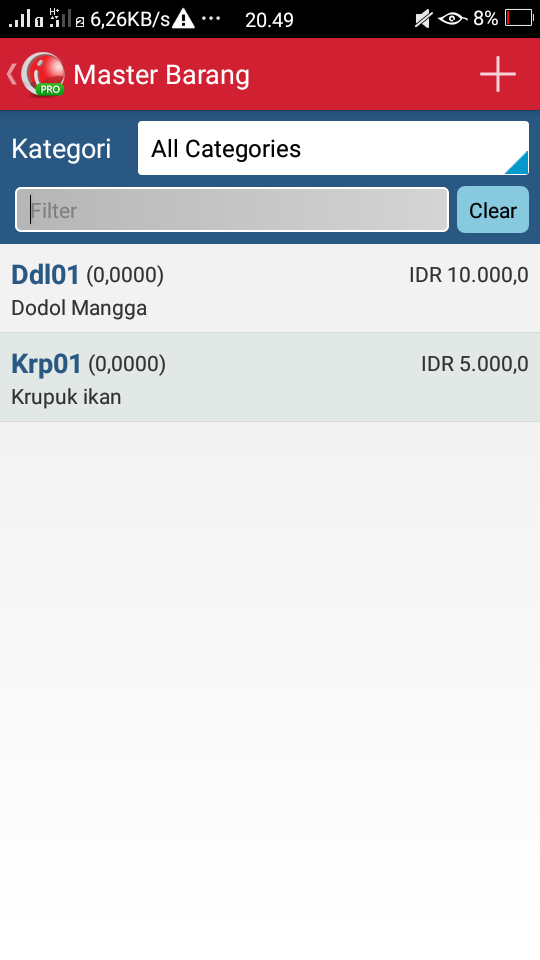 6,26KB/s ... 20.49 8%
Master Barang
PRO
Kategori All Categories
Filter Clear
Ddl01 (0,0000) IDR 10.000,0
Dodol Mangga
Krp01 (0,0000) IDR 5.000,0
Krupuk ikan